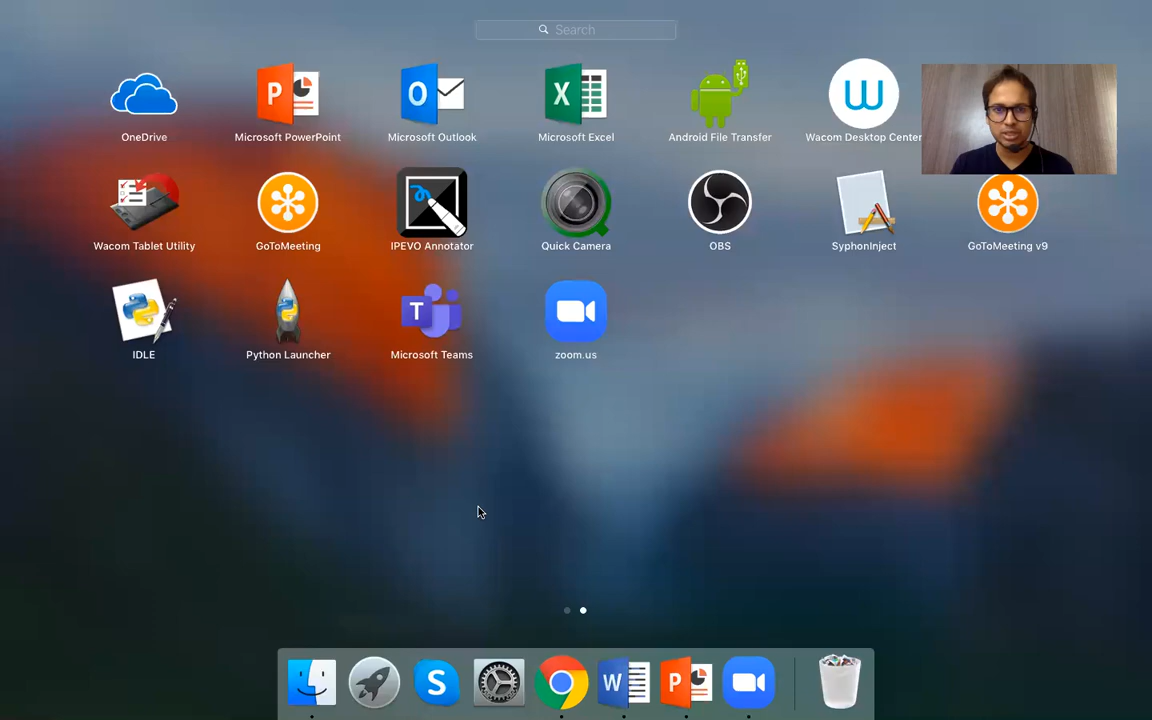 Search
OneDrive
Microsoft PowerPoint
Microsoft Outlook
Microsoft Excel
Android File Transfer
Wacom Desktop Center
Wacom Tablet Utility
GoToMeeting
IPEVO Annotator
Quick Camera
OBS
SyphonInject
GoToMeeting v9
IDLE
Python Launcher
Microsoft Teams
zoom.us